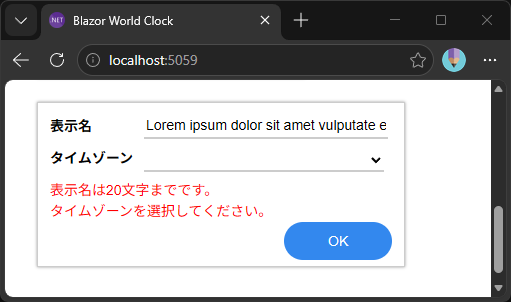 NET
Blazor World Clock
localhost:5059
表示名
Lorem ipsum dolor sit amet vulputate e
タイムゾーン
表示名は20文字までです。
タイムゾーンを選択してください。
OK